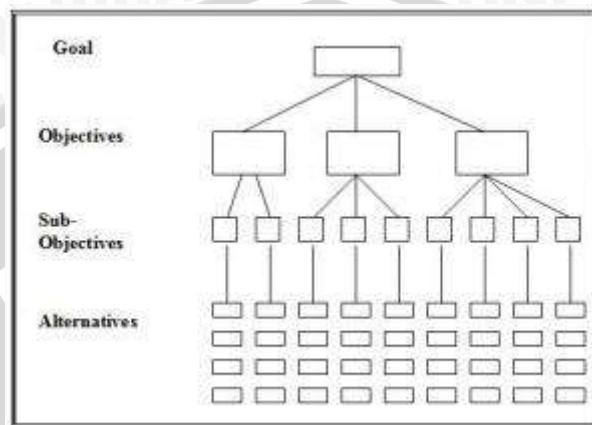 Goal
Objectives
Sub-
Objectives
Alternatives